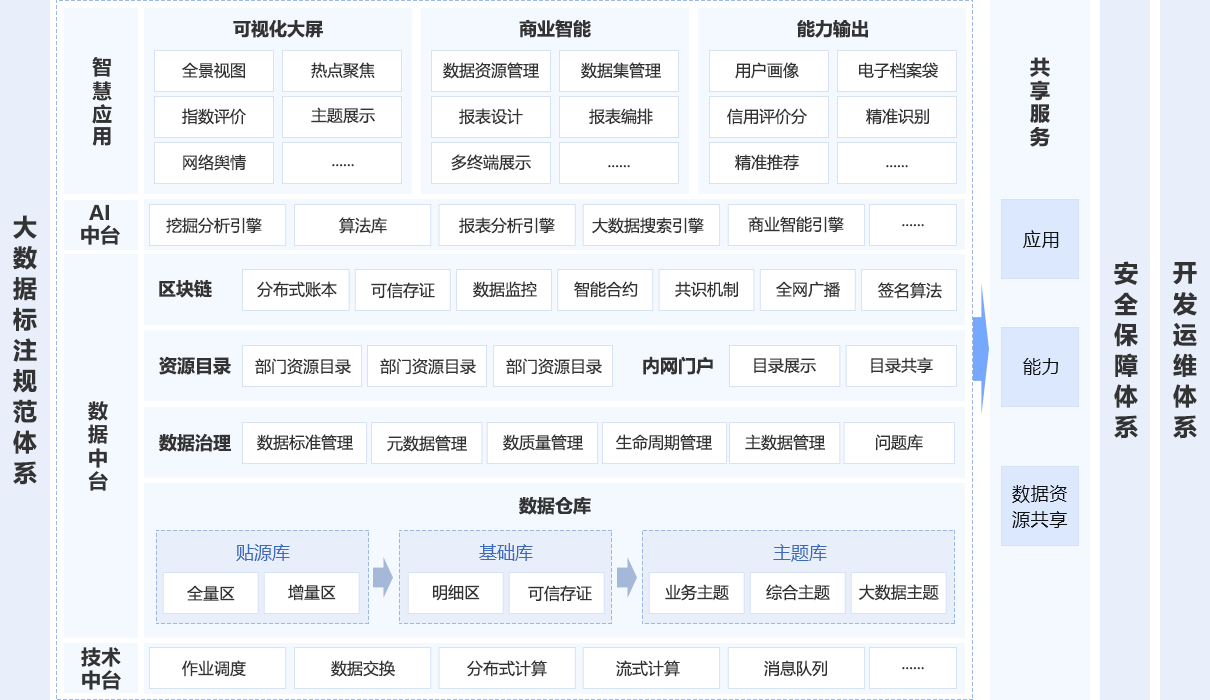 大数据标注规范体系
智慧应用
可视化大屏
全景视图 热点聚焦
指数评价 主题展示
网络舆情 ......
商业智能
数据资源管理 数据集管理
报表设计 报表编排
多终端展示 ......
能力输出
用户画像 电子档案袋
信用评价分 精准识别
精准推荐 ......
AI
中台
挖掘分析引擎 算法库 报表分析引擎 大数据搜索引擎 商业智能引擎 ......
数据中台
区块链 分布式账本 可信存证 数据监控 智能合约 共识机制 全网广播 签名算法
资源目录 部门资源目录 部门资源目录 部门资源目录 内网门户 目录展示 目录共享
数据治理 数据标准管理 元数据管理 数质量管理 生命周期管理 主数据管理 问题库
数据仓库
贴源库
全量区 增量区
基础库
明细区 可信存证
主题库
业务主题 综合主题 大数据主题
技术
中台
作业调度 数据交换 分布式计算 流式计算 消息队列 ......
共享服务
应用
能力
数据资
源共享
安全保障体系
开发运维体系